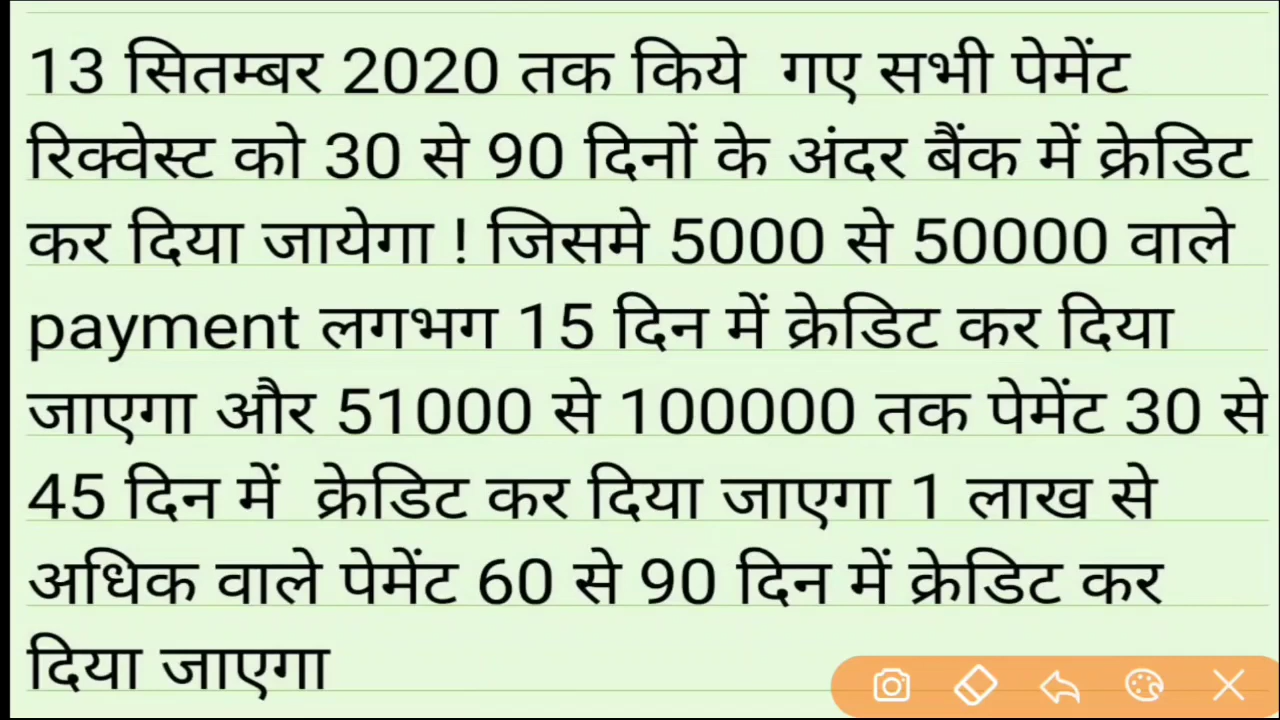 13 सितम्बर 2020 तक किये  गए सभी पेमेंट
रिक्वेस्ट को 30 से 90 दिनों के अंदर बैंक में क्रेडिट
कर दिया जायेगा ! जिसमे 5000 से 50000 वाले
payment लगभग 15 दिन में क्रेडिट कर दिया
जाएगा और 51000 से 100000 तक पेमेंट 30 से
45 दिन में  क्रेडिट कर दिया जाएगा 1 लाख से
अधिक वाले पेमेंट 60 से 90 दिन में क्रेडिट कर
दिया जाएगा